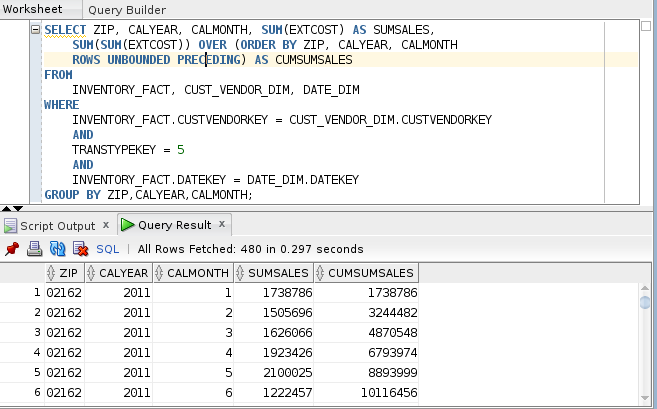 Worksheet Query Builder
SELECT ZIP, CALYEAR, CALMONTH, SUM(EXTCOST) AS SUMSALES,
SUM(SUM(EXTCOST)) OVER (ORDER BY ZIP, CALYEAR, CALMONTH
ROWS UNBOUNDED PRECEDING) AS CUMSUMSALES
FROM
INVENTORY_FACT, CUST_VENDOR_DIM, DATE_DIM
WHERE
INVENTORY_FACT.CUSTVENDORKEY = CUST_VENDOR_DIM.CUSTVENDORKEY
AND
TRANSTYPEKEY = 5
AND
INVENTORY_FACT.DATEKEY = DATE_DIM.DATEKEY
GROUP BY ZIP,CALYEAR,CALMONTH;
Script Output x Query Result x
SQL | All Rows Fetched: 480 in 0.297 seconds
ZIP CALYEAR CALMONTH SUMSALES CUMSUMSALES
1 02162 2011 1 1738786 1738786
2 02162 2011 2 1505696 3244482
3 02162 2011 3 1626066 4870548
4 02162 2011 4 1923426 6793974
5 02162 2011 5 2100025 8893999
6 02162 2011 6 1222457 10116456